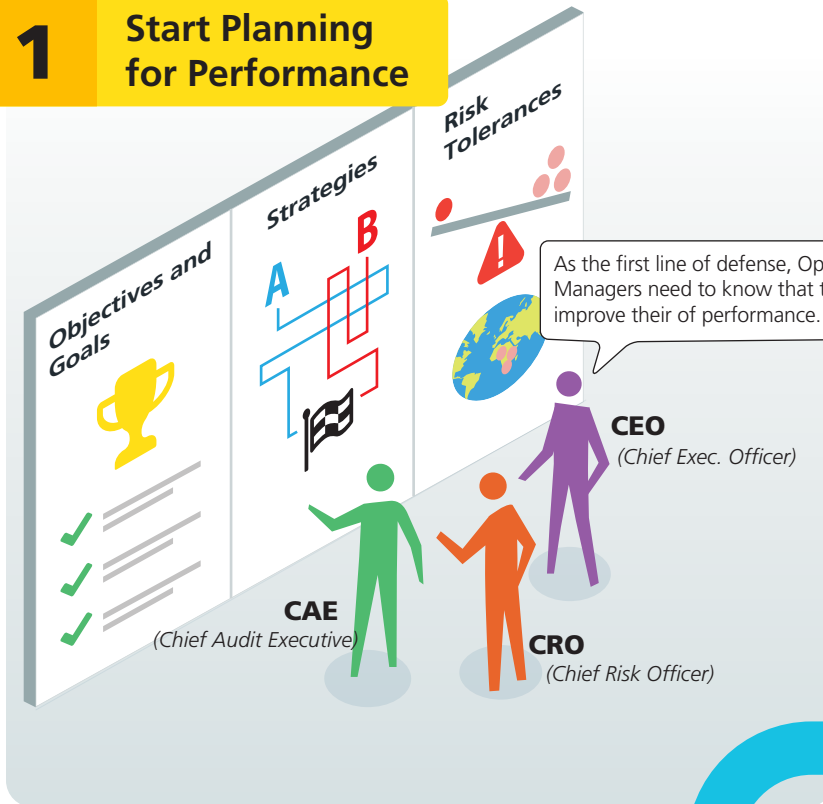 1
Start Planning
for Performance
Objectives and
Goals
Strategies
A
B
Risk
Tolerances
!
As the first line of defense, Op
Managers need to know that t
improve their of performance.
CEO
(Chief Exec. Officer)
CAE
(Chief Audit Executive)
CRO
(Chief Risk Officer)